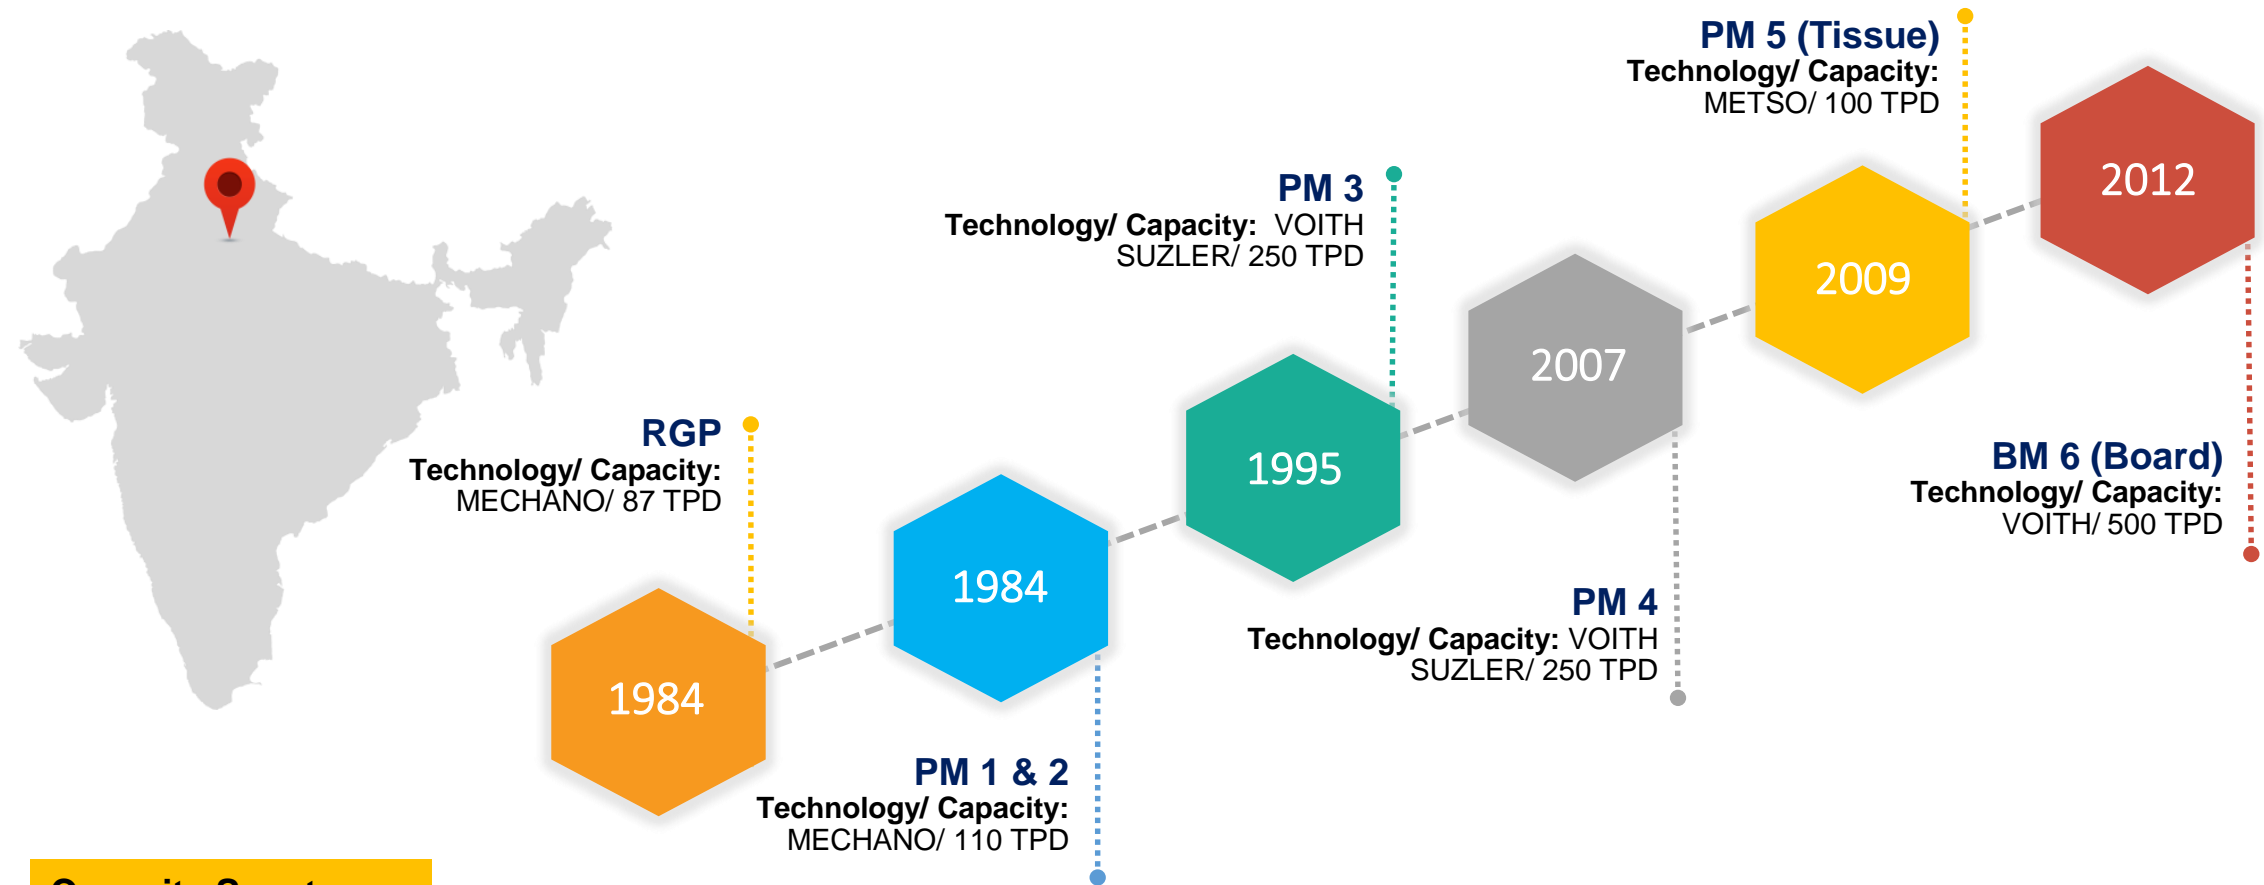 RGP
Technology/ Capacity:
MECHANO/ 87 TPD
1984
1984
PM 1 & 2
Technology/ Capacity:
MECHANO/ 110 TPD
PM 3
Technology/ Capacity: VOITH
SUZLER/ 250 TPD
1995
2007
PM 4
Technology/ Capacity: VOITH
SUZLER/ 250 TPD
PM 5 (Tissue)
Technology/ Capacity:
METSO/ 100 TPD
2009
2012
BM 6 (Board)
Technology/ Capacity:
VOITH/ 500 TPD